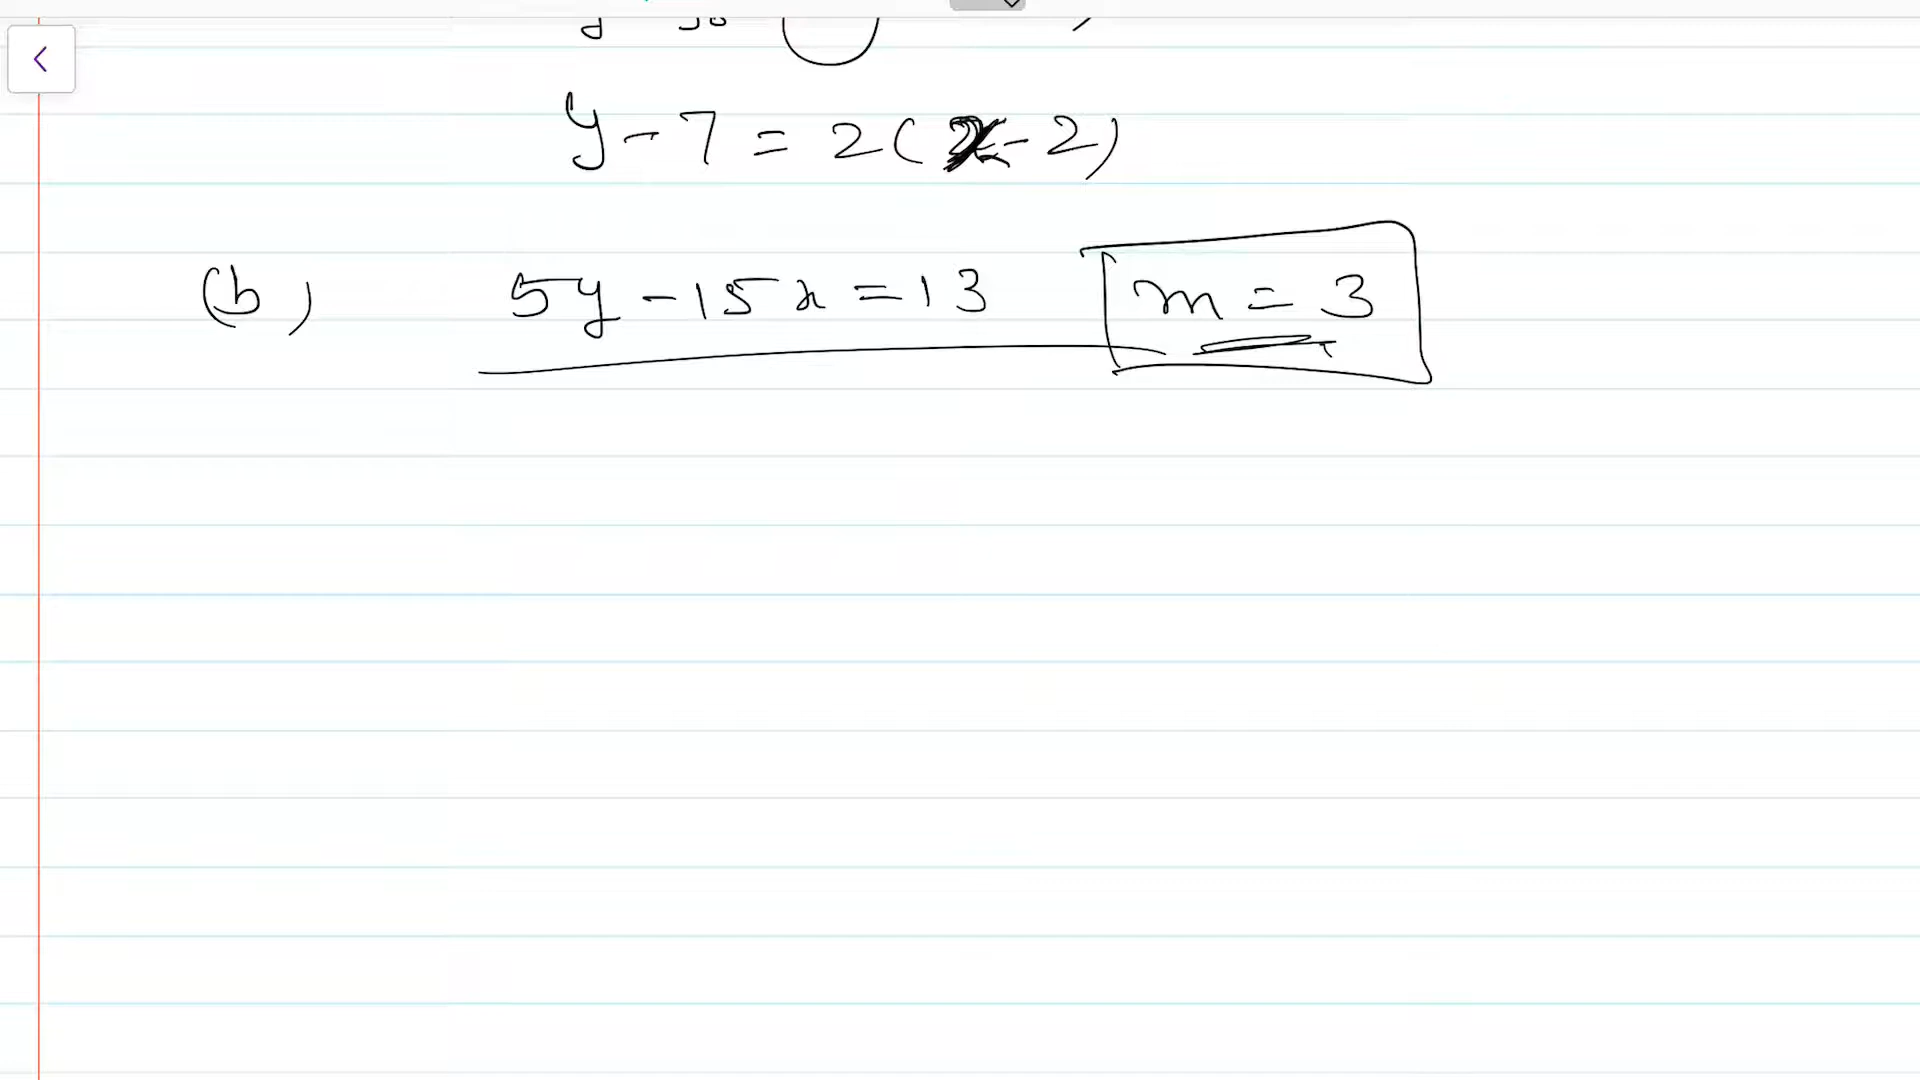 y - 7 = 2(x - 2)
(b) 5y - 15x = 13 m = 3